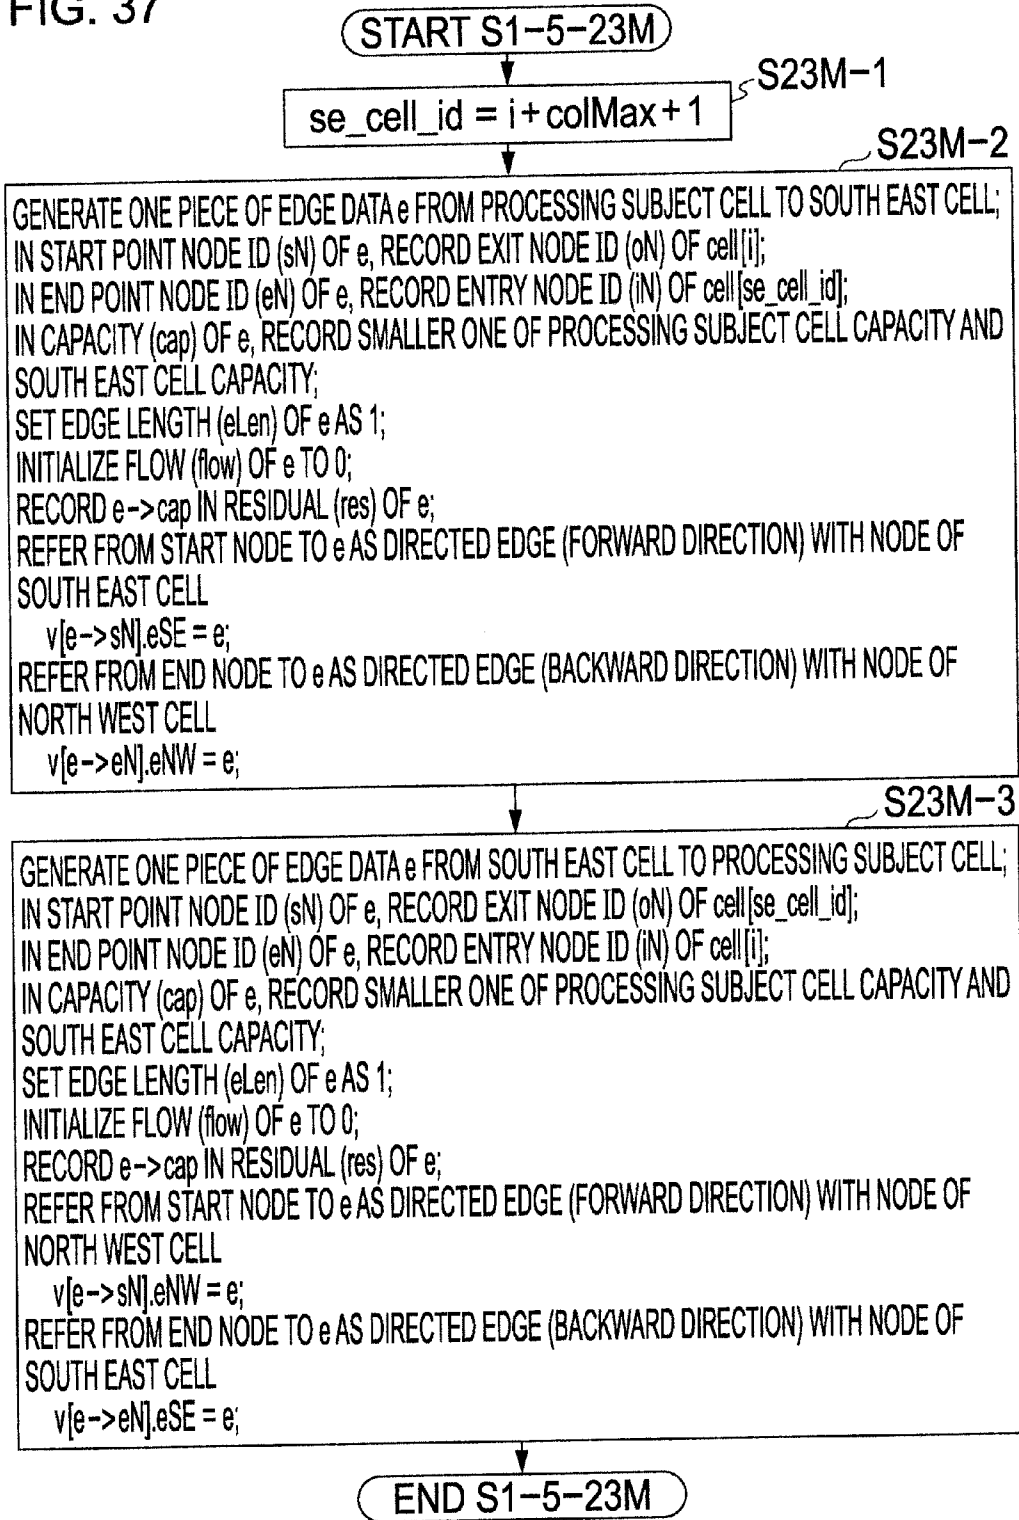 FIG. 37
START S1-5-23M
S23M-1
se_cell_id = i+colMax+1
S23M-2
GENERATE ONE PIECE OF EDGE DATA e FROM PROCESSING SUBJECT CELL TO SOUTH EAST CELL;
IN START POINT NODE ID (sN) OF e, RECORD EXIT NODE ID (oN) OF cell[i];
IN END POINT NODE ID (eN) OF e, RECORD ENTRY NODE ID (iN) OF cell[se_cell_id];
IN CAPACITY (cap) OF e, RECORD SMALLER ONE OF PROCESSING SUBJECT CELL CAPACITY AND
SOUTH EAST CELL CAPACITY;
SET EDGE LENGTH (eLen) OF e AS 1;
INITIALIZE FLOW (flow) OF e TO 0;
RECORD e->cap IN RESIDUAL (res) OF e;
REFER FROM START NODE TO e AS DIRECTED EDGE (FORWARD DIRECTION) WITH NODE OF
SOUTH EAST CELL
v[e->sN].eSE = e;
REFER FROM END NODE TO e AS DIRECTED EDGE (BACKWARD DIRECTION) WITH NODE OF
NORTH WEST CELL
v[e->eN].eNW = e;
S23M-3
GENERATE ONE PIECE OF EDGE DATA e FROM SOUTH EAST CELL TO PROCESSING SUBJECT CELL;
IN START POINT NODE ID (sN) OF e, RECORD EXIT NODE ID (oN) OF cell[se_cell_id];
IN END POINT NODE ID (eN) OF e, RECORD ENTRY NODE ID (iN) OF cell[i];
IN CAPACITY (cap) OF e, RECORD SMALLER ONE OF PROCESSING SUBJECT CELL CAPACITY AND
SOUTH EAST CELL CAPACITY;
SET EDGE LENGTH (eLen) OF e AS 1;
INITIALIZE FLOW (flow) OF e TO 0;
RECORD e->cap IN RESIDUAL (res) OF e;
REFER FROM START NODE TO e AS DIRECTED EDGE (FORWARD DIRECTION) WITH NODE OF
NORTH WEST CELL
v[e->sN].eNW = e;
REFER FROM END NODE TO e AS DIRECTED EDGE (BACKWARD DIRECTION) WITH NODE OF
SOUTH EAST CELL
v[e->eN].eSE = e;
END S1-5-23M